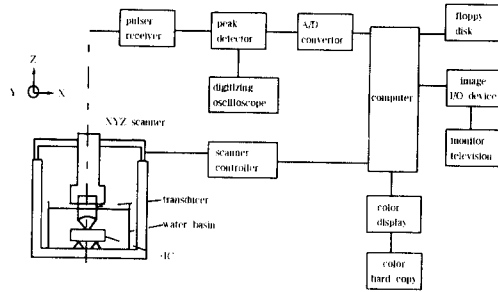 pulser
receiver
peak
detector
A/D
convertor
floppy
disk
Z
Y
X
digitizing
oscilloscope
computer
image
I/O device
XYZ scanner
scanner
controller
monitor
television
transducer
water basin
IC
color
display
color
hard copy